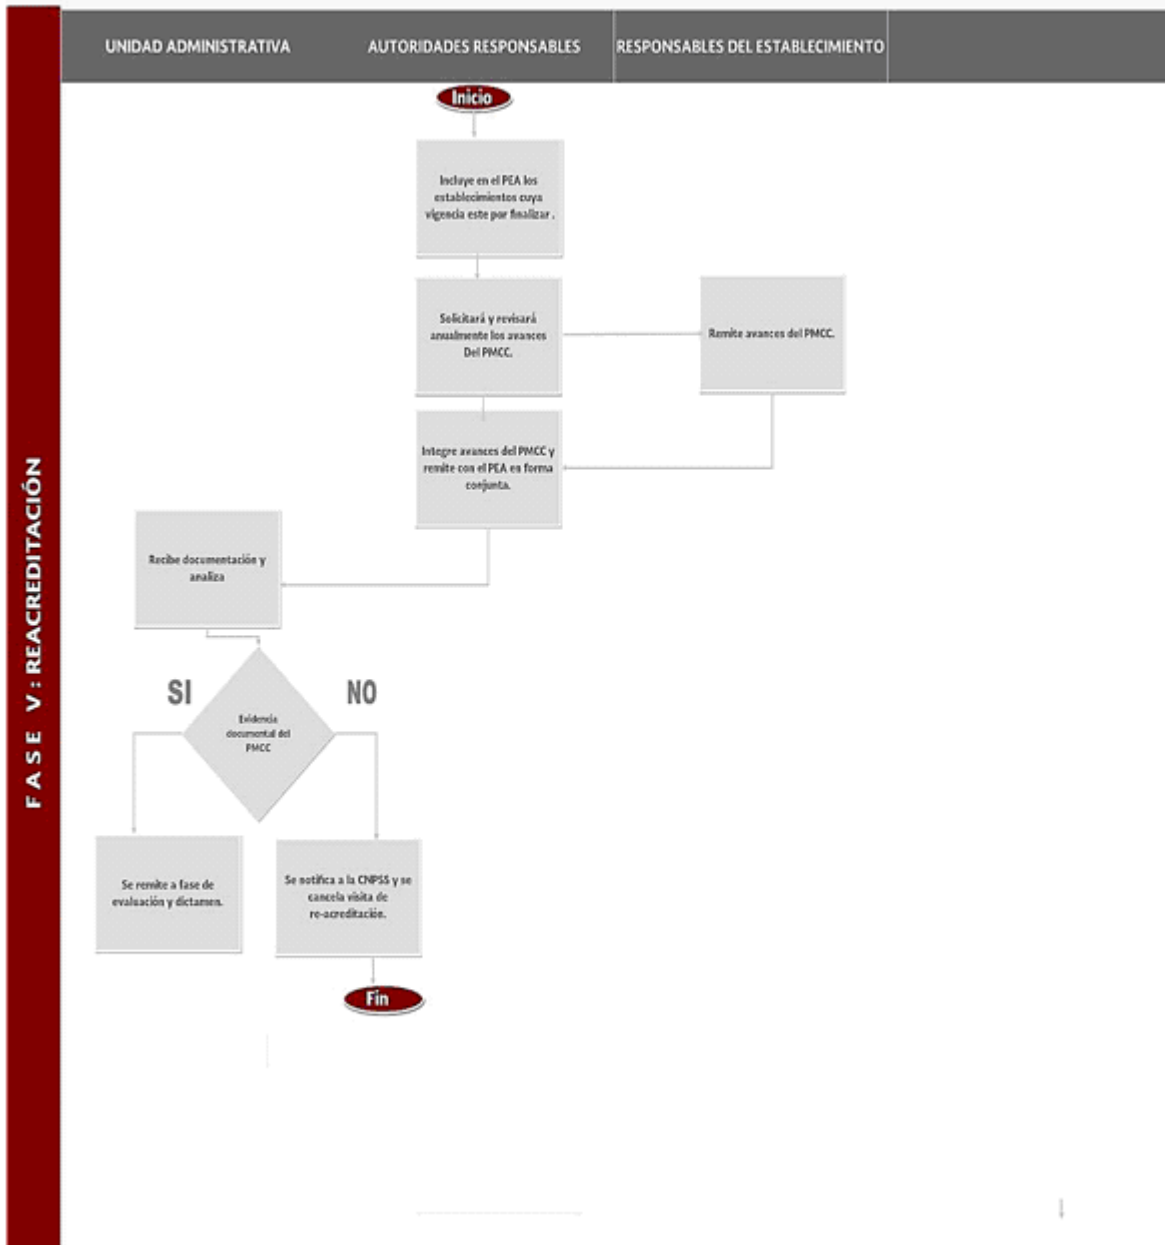 UNIDAD ADMINISTRATIVA
AUTORIDADES RESPONSABLES
RESPONSABLES DEL ESTABLECIMIENTO
FASE V : REACREDITACIÓN
Inicio
Incluye en el PEA los
establecimientos cuya
vigencia este por finalizar .
Solicitará y revisará
anualmente los avances
Del PMCC.
Remite avances del PMCC.
Integre avances del PMCC y
remite con el PEA en forma
conjunta.
Recibe documentación y
analiza
SI
NO
Evidencia
documental del
PMCC
Se remite a fase de
evaluación y dictamen.
Se notifica a la CNPSS y se
cancela visita de
re-acreditación.
Fin